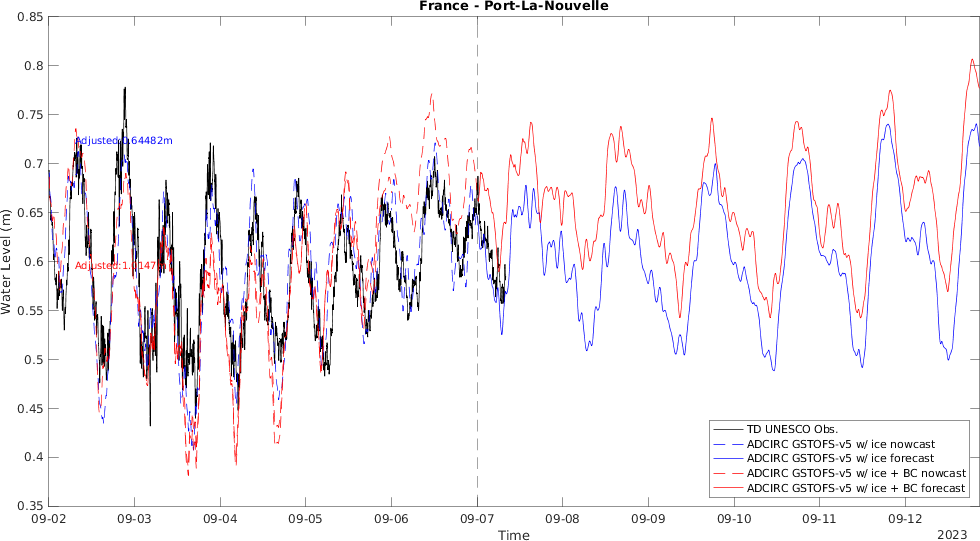 France - Port-La-Nouvelle
0.85
0.8
0.75
0.7
0.65
0.6
0.55
0.5
0.45
0.4
0.35
Water Level (m)
Adjusted:0.64482m
09-02
09-03
09-04
09-05
09-06
09-07
09-08
09-09
09-10
09-11
09-12
Time
2023
TD UNESCO Obs.
ADCIRC GSTOFS-v5 w/ ice nowcast
ADCIRC GSTOFS-v5 w/ ice forecast
ADCIRC GSTOFS-v5 w/ ice + BC nowcast
ADCIRC GSTOFS-v5 w/ ice + BC forecast